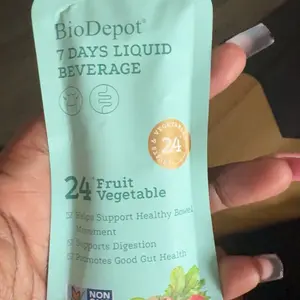 BioDepot®
7 DAYS LIQUID
BEVERAGE
24
24 Fruit
Vegetable
Helps Support Healthy Bowel
Movement
Supports Digestion
Promotes Good Gut Health
NON